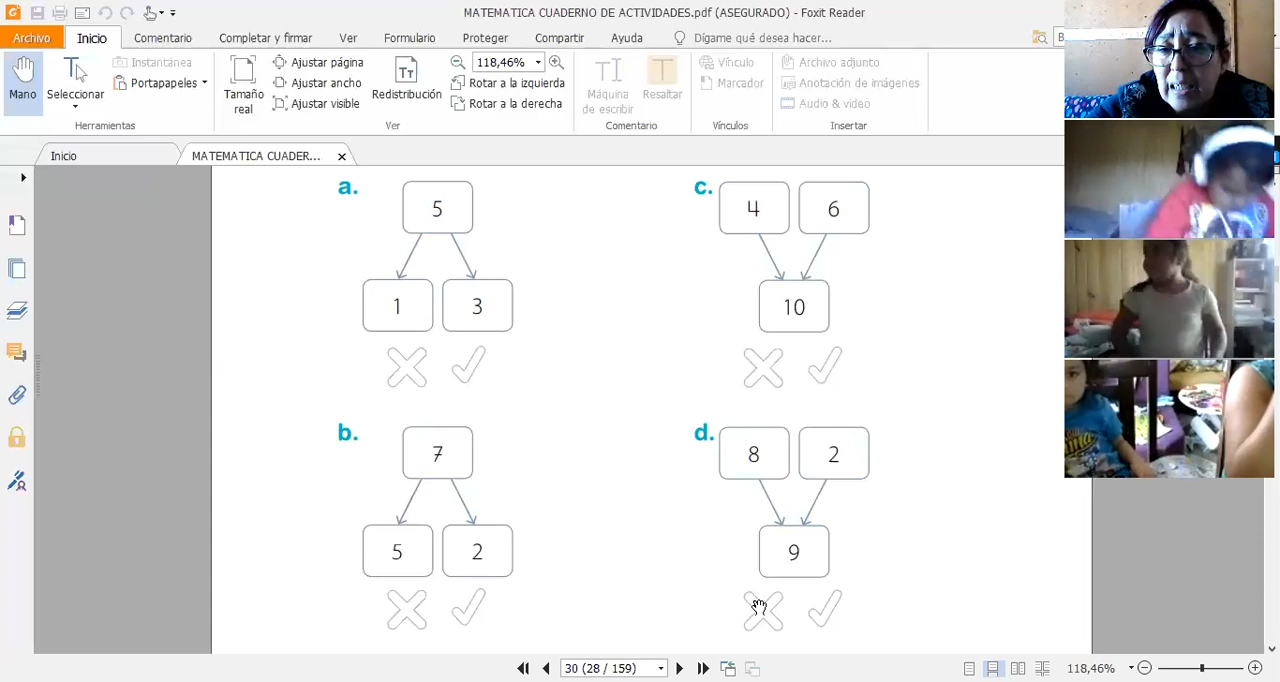 MATEMATICA CUADERNO DE ACTIVIDADES.pdf (ASEGURADO) - Foxit Reader
Archivo Inicio Comentario Completar y firmar Ver Formulario Proteger Compartir Ayuda Dígame qué desea hacer...
Mano
Seleccionar
Instantánea
Portapapeles
Herramientas
Tamaño real
Ajustar página
Ajustar ancho
Ajustar visible
Redistribución
118,46%
Rotar a la izquierda
Rotar a la derecha
Ver
Máquina de escribir
Resaltar
Comentario
Vínculo
Marcador
Vínculos
Archivo adjunto
Anotación de imágenes
Audio & video
Insertar
Inicio MATEMATICA CUADER...
a.
5
1 3
b.
7
5 2
c.
4 6
10
d.
8 2
9
30 (28 / 159) 118,46%